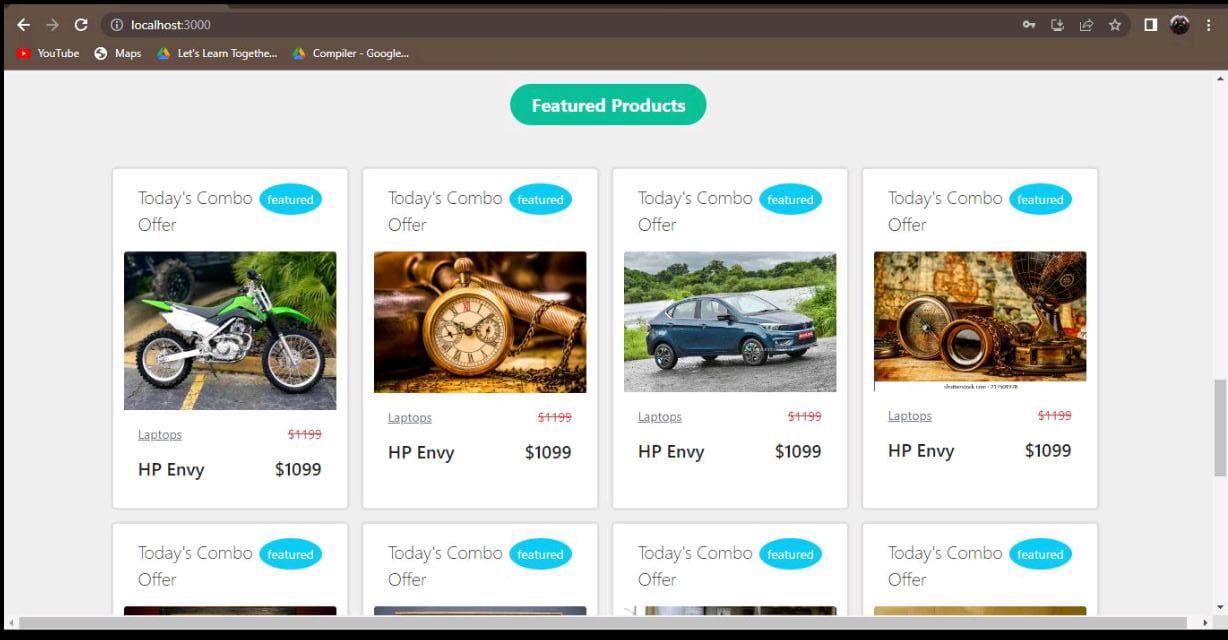 localhost:3000
YouTube Maps Let's Learn Togethe... Compiler - Google...
Featured Products
Today's Combo Offer featured
Today's Combo Offer featured
Today's Combo Offer featured
Today's Combo Offer featured
Laptops $1199
HP Envy $1099
Laptops $1199
HP Envy $1099
Laptops $1199
HP Envy $1099
Laptops $1199
HP Envy $1099
Today's Combo Offer featured
Today's Combo Offer featured
Today's Combo Offer featured
Today's Combo Offer featured